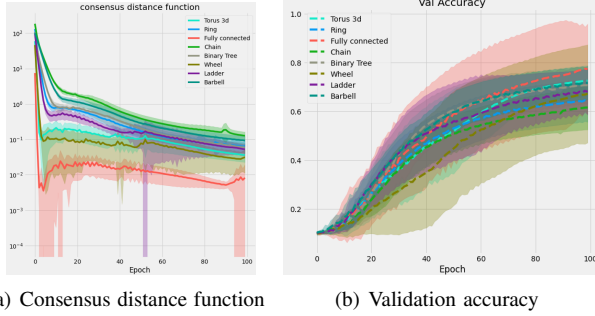 consensus distance function
10²
10¹
10⁰
10⁻¹
10⁻²
10⁻³
10⁻⁴
0 20 40 60 80 100
Epoch
Torus 3d
Ring
Fully connected
Chain
Binary Tree
Wheel
Ladder
Barbell
Val Accuracy
1.0
0.8
0.6
0.4
0.2
0 20 40 60 80 100
Epoch
Torus 3d
Ring
Fully connected
Chain
Binary Tree
Wheel
Ladder
Barbell
a) Consensus distance function
(b) Validation accuracy